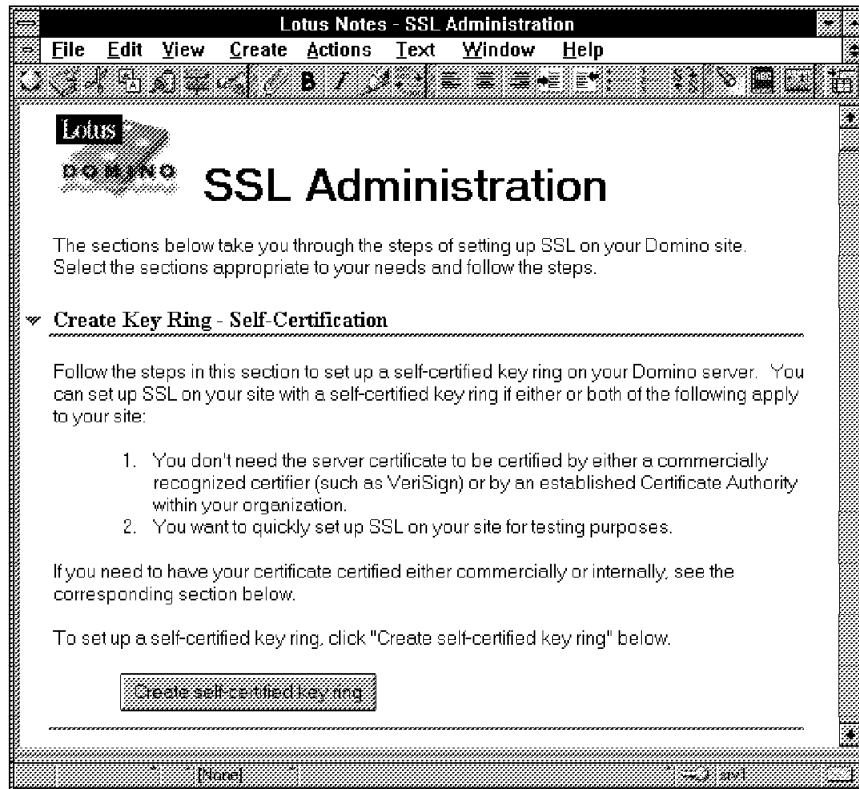 Lotus Notes - SSL Administration
File Edit View Create Actions Text Window Help
Lotus
DOMINO
SSL Administration
The sections below take you through the steps of setting up SSL on your Domino site.
Select the sections appropriate to your needs and follow the steps.
Create Key Ring - Self-Certification
Follow the steps in this section to set up a self-certified key ring on your Domino server. You
can set up SSL on your site with a self-certified key ring if either or both of the following apply
to your site:
1. You don't need the server certificate to be certified by either a commercially
recognized certifier (such as VeriSign) or by an established Certificate Authority
within your organization.
2. You want to quickly set up SSL on your site for testing purposes.
If you need to have your certificate certified either commercially or internally, see the
corresponding section below.
To set up a self-certified key ring, click "Create self-certified key ring" below.
Create self-certified key ring
[None] srv1